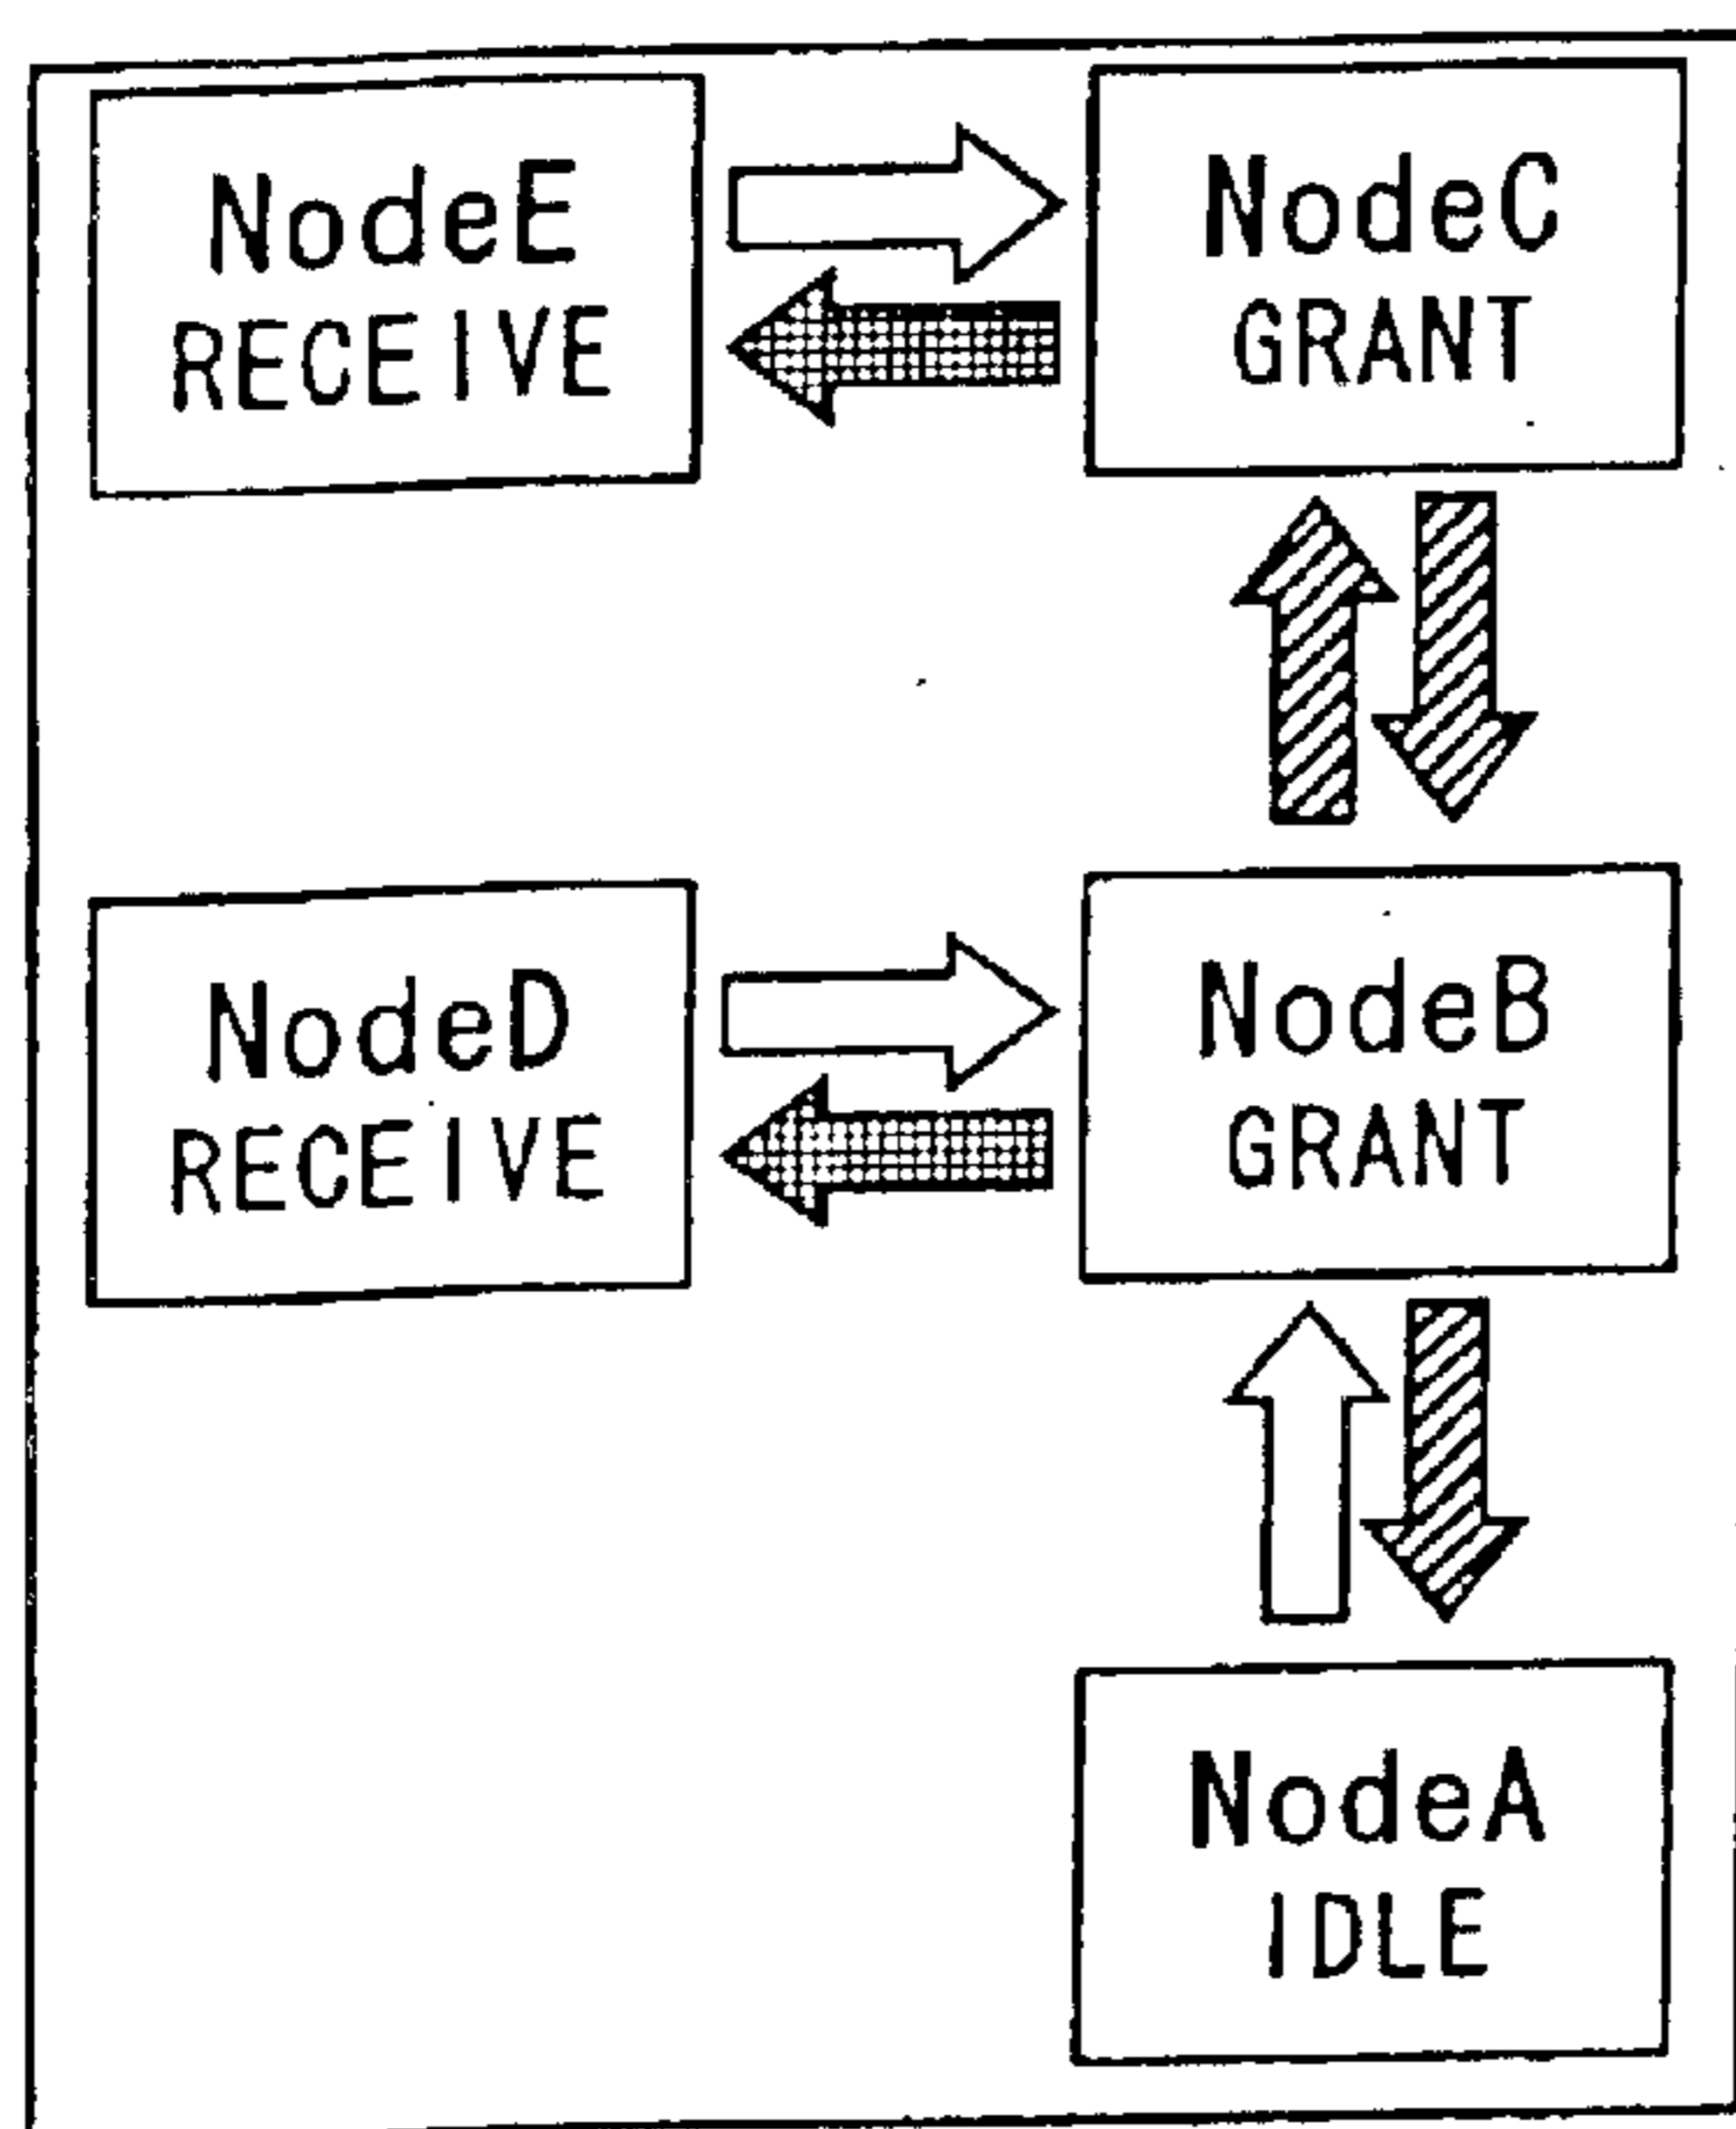 NodeE
RECEIVE
NodeC
GRANT
NodeD
RECEIVE
NodeB
GRANT
NodeA
IDLE